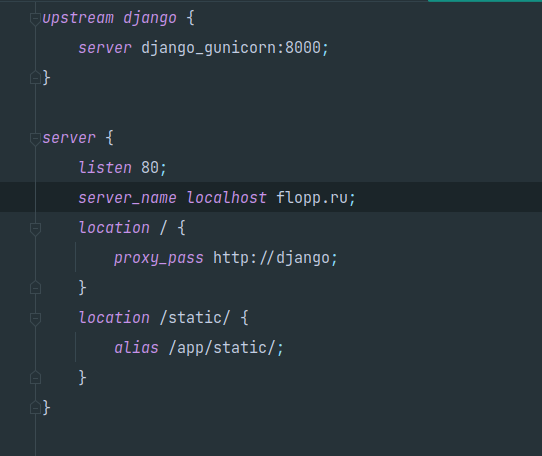 upstream django {
    server django_gunicorn:8000;
}
server {
    listen 80;
    server_name localhost flopp.ru;
    location / {
        proxy_pass http://django;
    }
    location /static/ {
        alias /app/static/;
    }
}